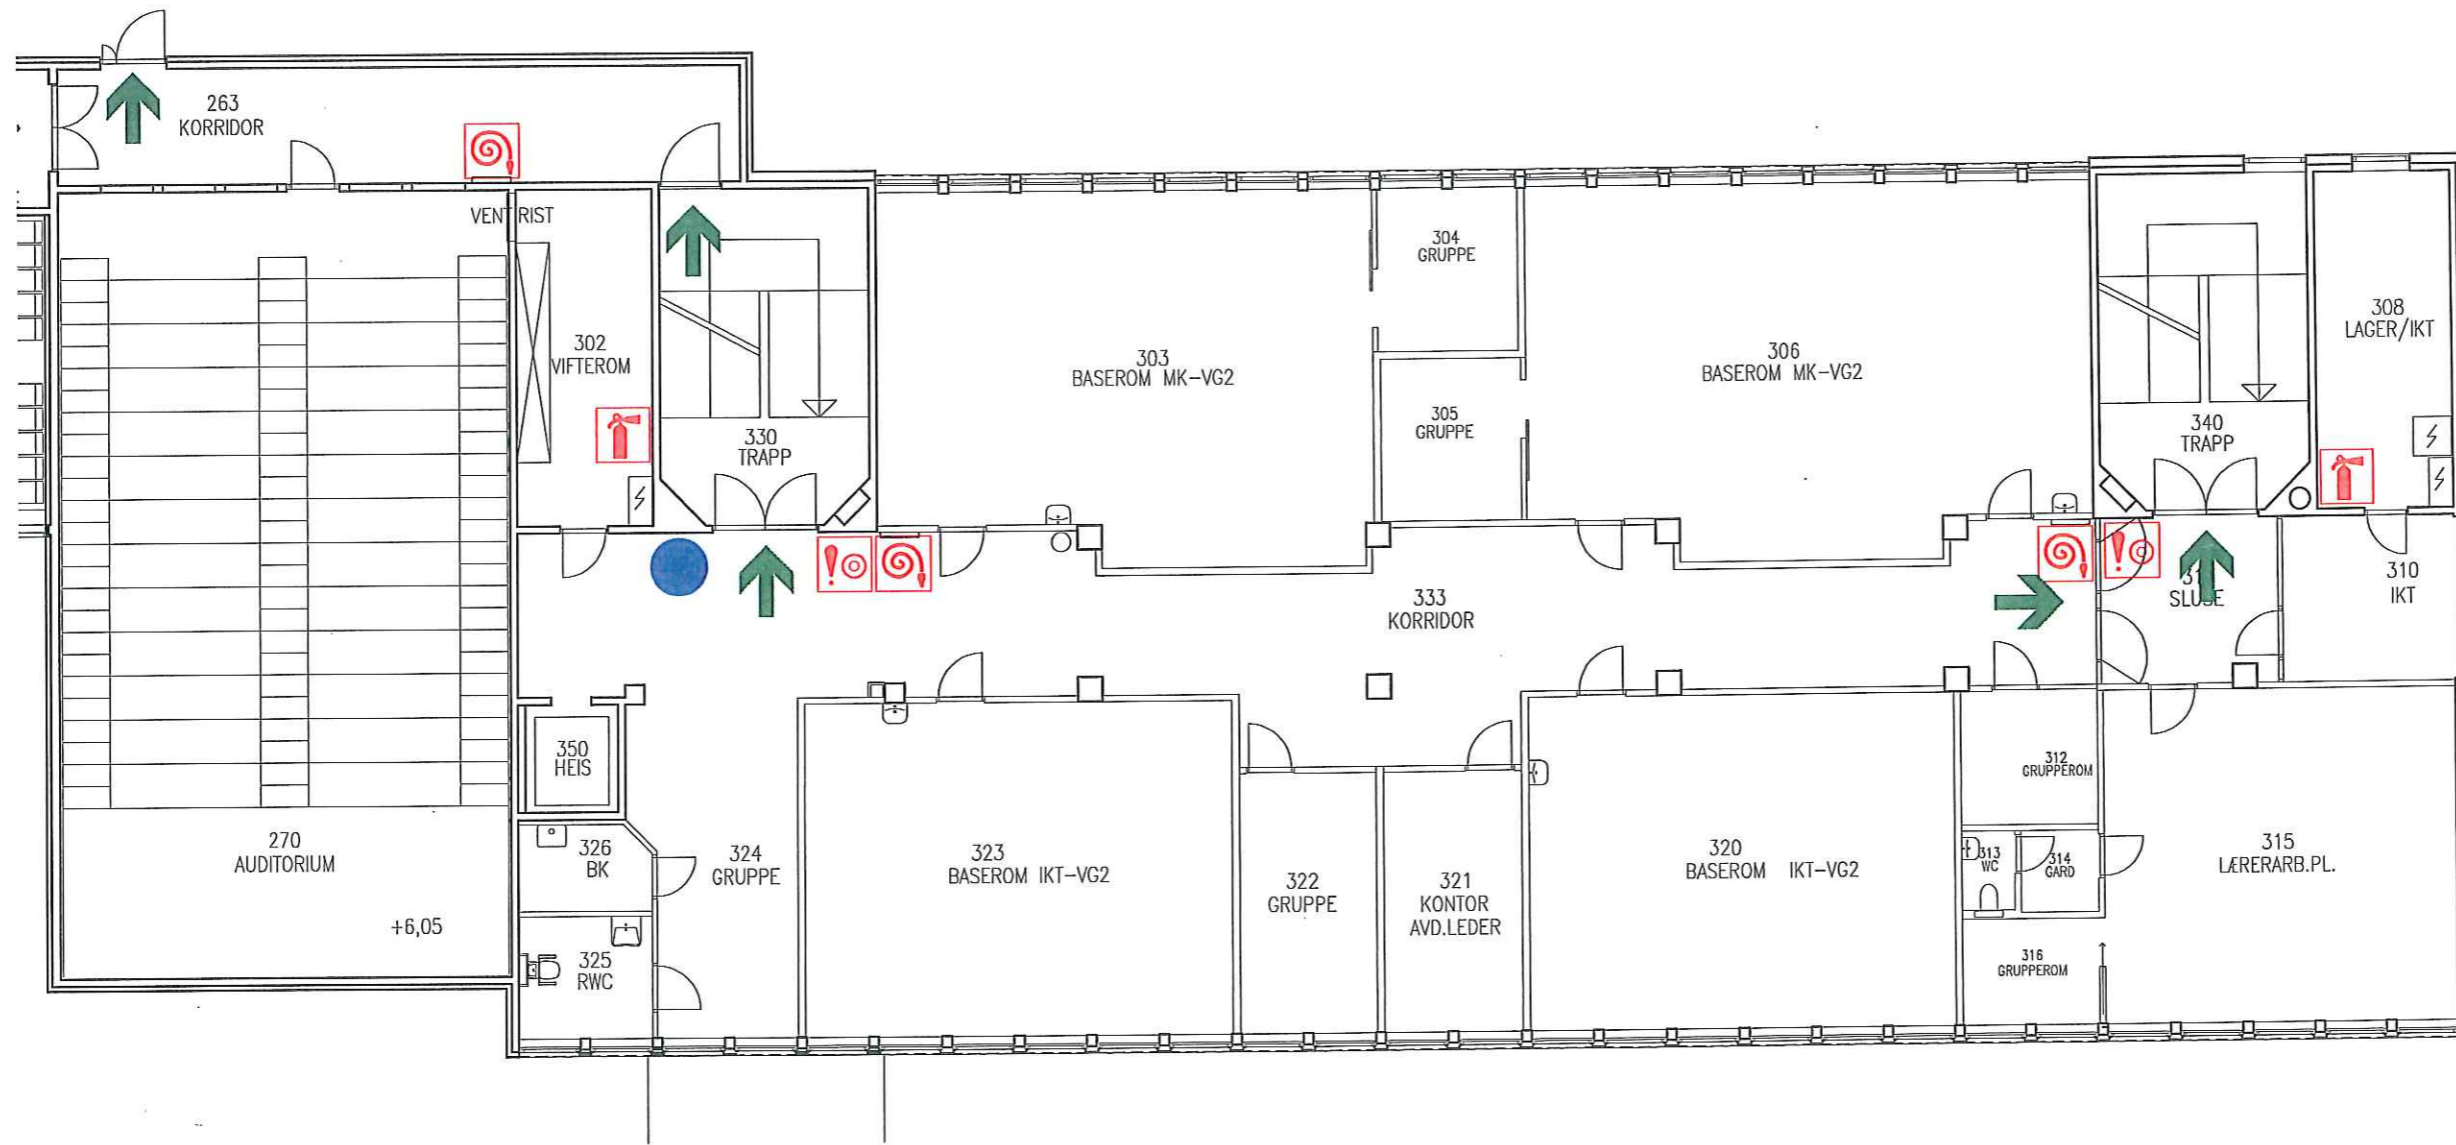 263
KORRIDOR
VENT RIST
302
VIFTEROM
330
TRAPP
303
BASEROM MK-VG2
304
GRUPPE
305
GRUPPE
306
BASEROM MK-VG2
340
TRAPP
308
LAGER/IKT
333
KORRIDOR
SLUSE
310
IKT
350
HEIS
270
AUDITORIUM
+6,05
326
BK
325
RWC
324
GRUPPE
323
BASEROM IKT-VG2
322
GRUPPE
321
KONTOR
AVD.LEDER
320
BASEROM IKT-VG2
312
GRUPPEROM
313
WC
314
GARD
315
LÆRERARB.PL.
316
GRUPPEROM